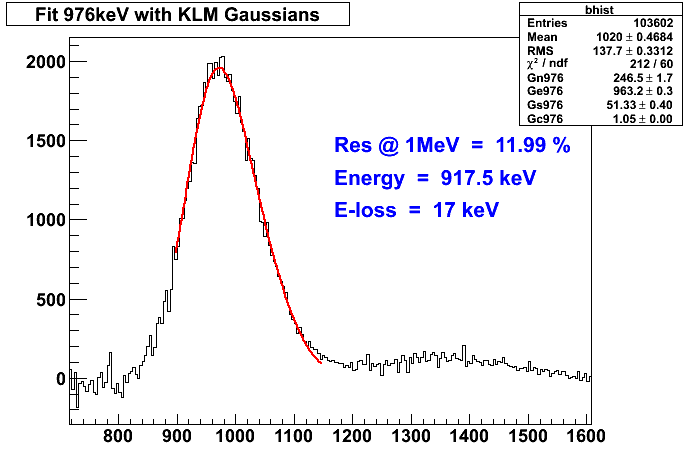 Fit 976keV with KLM Gaussians
bhist
Entries 103602
Mean 1020 ± 0.4684
RMS 137.7 ± 0.3312
χ² / ndf 212 / 60
Gn976 246.5 ± 1.7
Ge976 963.2 ± 0.3
Gs976 51.33 ± 0.40
Gc976 1.05 ± 0.00
Res @ 1MeV = 11.99 %
Energy = 917.5 keV
E-loss = 17 keV
2000
1500
1000
500
0
800 900 1000 1100 1200 1300 1400 1500 1600